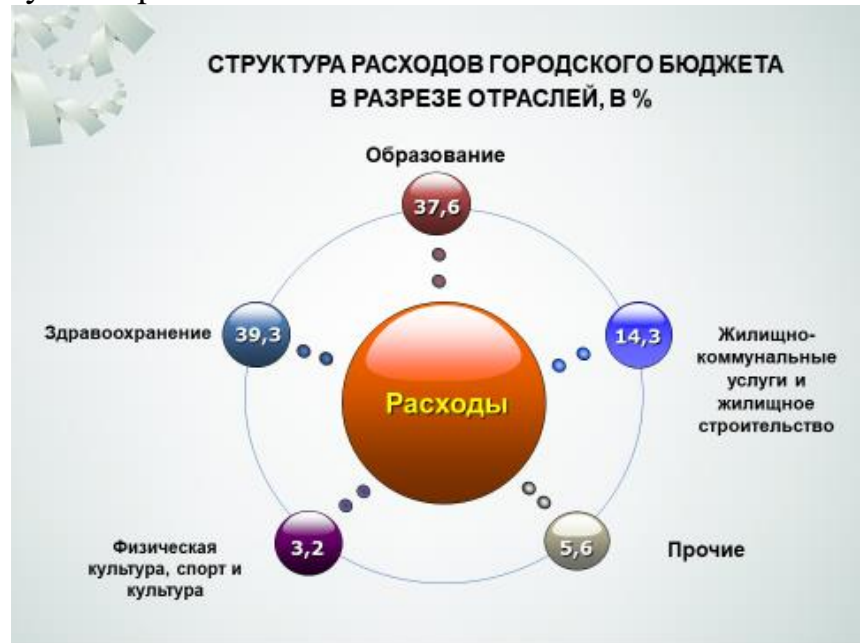 СТРУКТУРА РАСХОДОВ ГОРОДСКОГО БЮДЖЕТА
В РАЗРЕЗЕ ОТРАСЛЕЙ, В %
Образование
37,6
Здравоохранение
39,3
14,3
Жилищно-
коммунальные
услуги и
жилищное
строительство
Расходы
Физическая
культура, спорт и
культура
3,2
5,6
Прочие